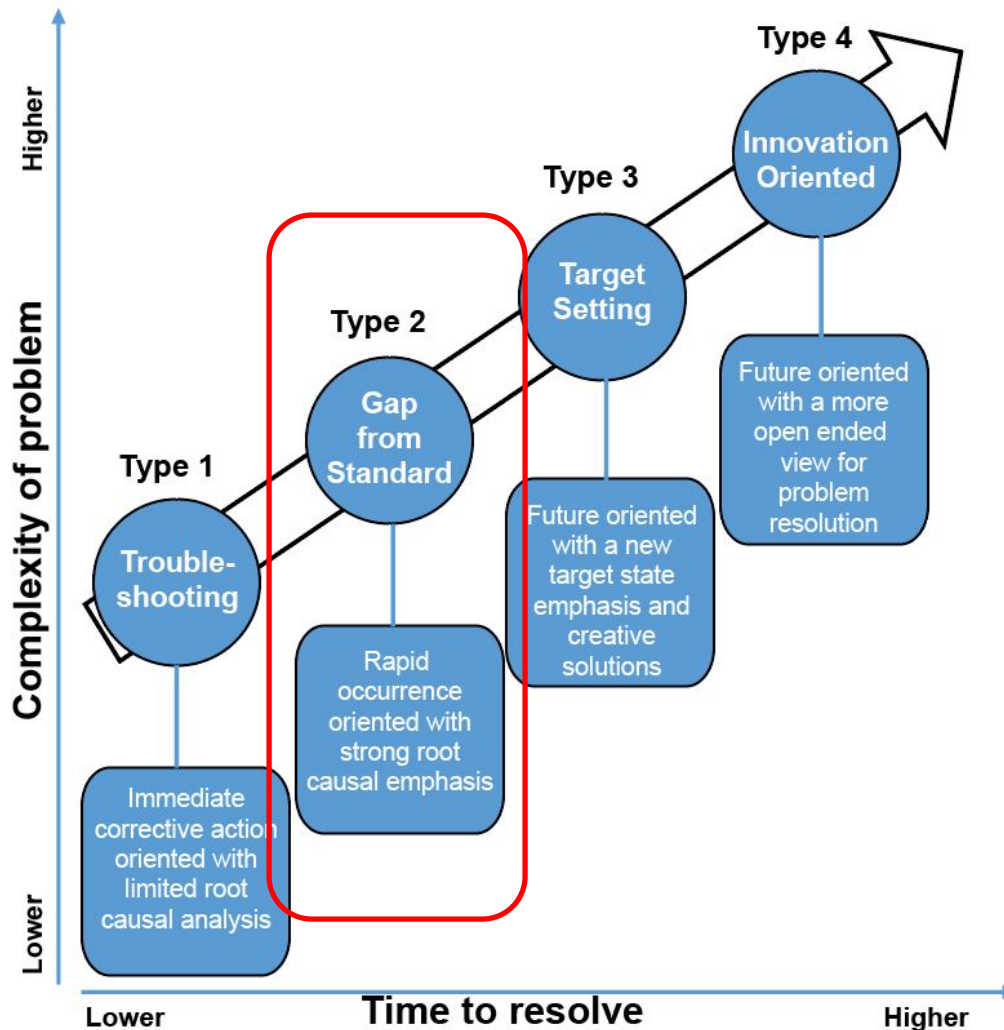 Type 4
Innovation
Oriented
Future oriented
with a more
open ended
view for
problem
resolution
Type 3
Target
Setting
Future oriented
with a new
target state
emphasis and
creative
solutions
Type 2
Gap
from
Standard
Rapid
occurrence
oriented with
strong root
causal emphasis
Type 1
Trouble-
shooting
Immediate
corrective action
oriented with
limited root
causal analysis
Higher
Complexity of problem
Lower
Lower
Time to resolve
Higher